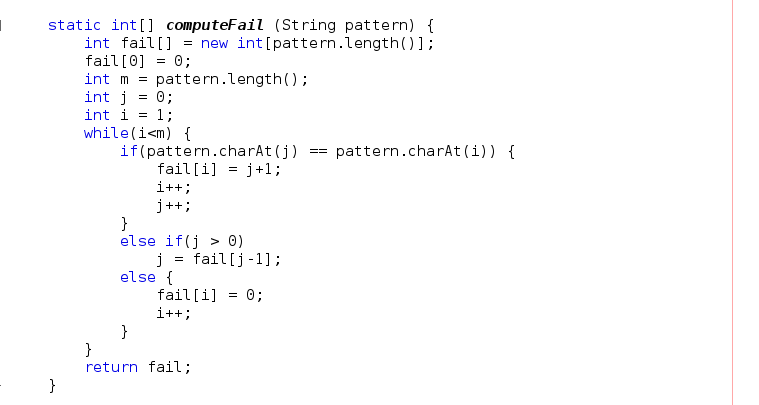 static int[] computeFail (String pattern) {
int fail[] = new int[pattern.length()];
fail[0] = 0;
int m = pattern.length();
int j = 0;
int i = 1;
while(i<m) {
if(pattern.charAt(j) == pattern.charAt(i)) {
fail[i] = j+1;
i++;
j++;
}
else if(j > 0)
j = fail[j-1];
else {
fail[i] = 0;
i++;
}
}
return fail;
}